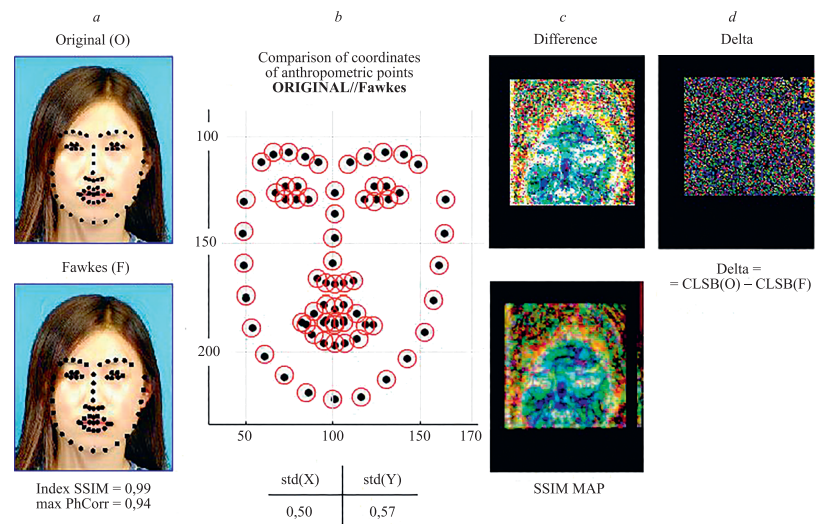 a
Original (O)
Fawkes (F)
Index SSIM = 0,99
max PhCorr = 0,94
b
Comparison of coordinates
of anthropometric points
ORIGINAL//Fawkes
100
150
200
50 100 150 170
std(X) std(Y)
0,50 0,57
c
Difference
SSIM MAP
d
Delta
Delta =
= CLSB(O) – CLSB(F)